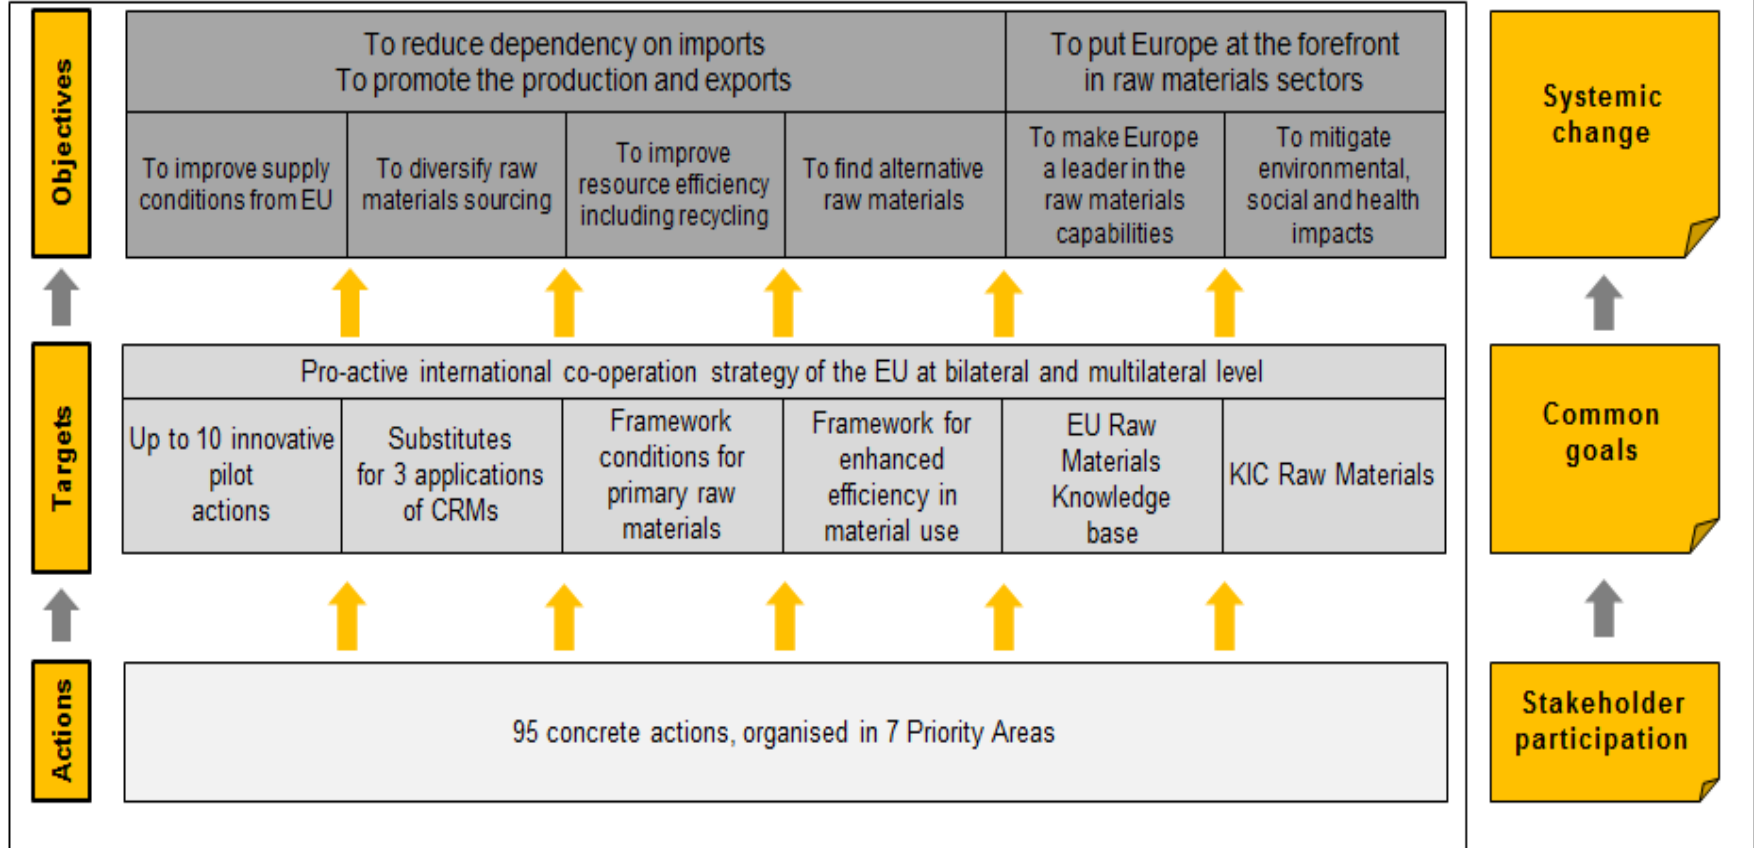 Objectives
To reduce dependency on imports
To promote the production and exports
To put Europe at the forefront
in raw materials sectors
To improve supply
conditions from EU
To diversify raw
materials sourcing
To improve
resource efficiency
including recycling
To find alternative
raw materials
To make Europe
a leader in the
raw materials
capabilities
To mitigate
environmental,
social and health
impacts
Systemic
change
Targets
Pro-active international co-operation strategy of the EU at bilateral and multilateral level
Up to 10 innovative
pilot
actions
Substitutes
for 3 applications
of CRMs
Framework
conditions for
primary raw
materials
Framework for
enhanced
efficiency in
material use
EU Raw
Materials
Knowledge
base
KIC Raw Materials
Common
goals
Actions
95 concrete actions, organised in 7 Priority Areas
Stakeholder
participation